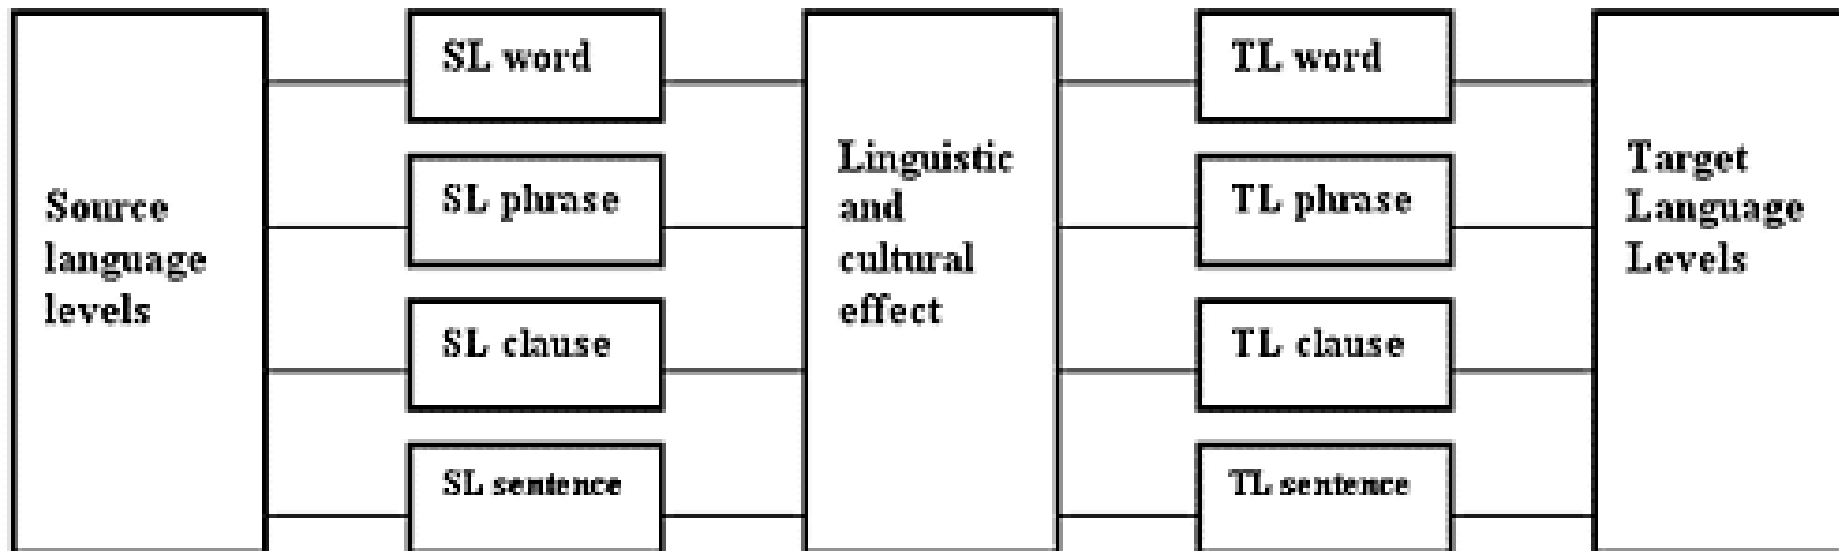 Source
language
levels
SL word
SL phrase
SL clause
SL sentence
Linguistic
and
cultural
effect
TL word
TL phrase
TL clause
TL sentence
Target
Language
Levels